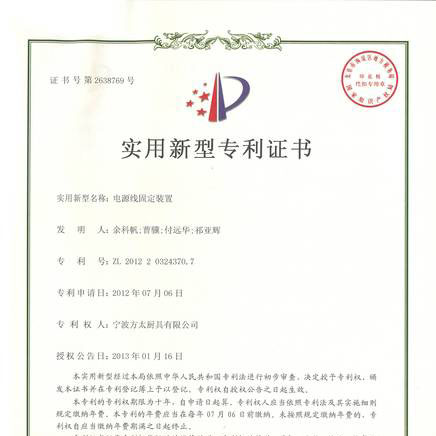 证书号第2638769号
实用新型专利证书
实用新型名称：电源线固定装置
发 明 人：余科帆;曹骥;付远华;祁亚辉
专 利 号：ZL 2012 2 0324370.7
专利申请日：2012年07月06日
专 利 权 人：宁波方太厨具有限公司
授权公告日：2013年01月16日
本实用新型经过本局依照中华人民共和国专利法进行初步审查，决定授予专利权，颁
发本证书并在专利登记簿上予以登记。专利权自授权公告之日起生效。
本专利的专利权期限为十年，自申请日起算。专利权人应当依照专利法及其实施细则
规定缴纳年费。本专利的年费应当在每年07月06日前缴纳。未按照规定缴纳年费的，专利
权自应当缴纳年费期满之日起终止。